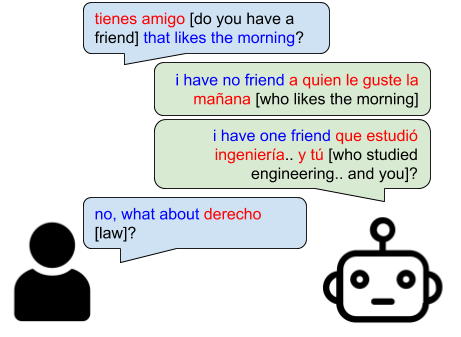 tienes amigo [do you have a
friend] that likes the morning?
i have no friend a quien le guste la
mañana [who likes the morning]
i have one friend que estudió
ingeniería.. y tú [who studied
engineering.. and you]?
no, what about derecho
[law]?